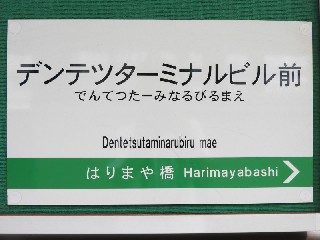 デンテツターミナルビル前
でんてつたーみなるびるまえ
Dentetsutaminarubiru mae
はりまや橋 Harimayabashi